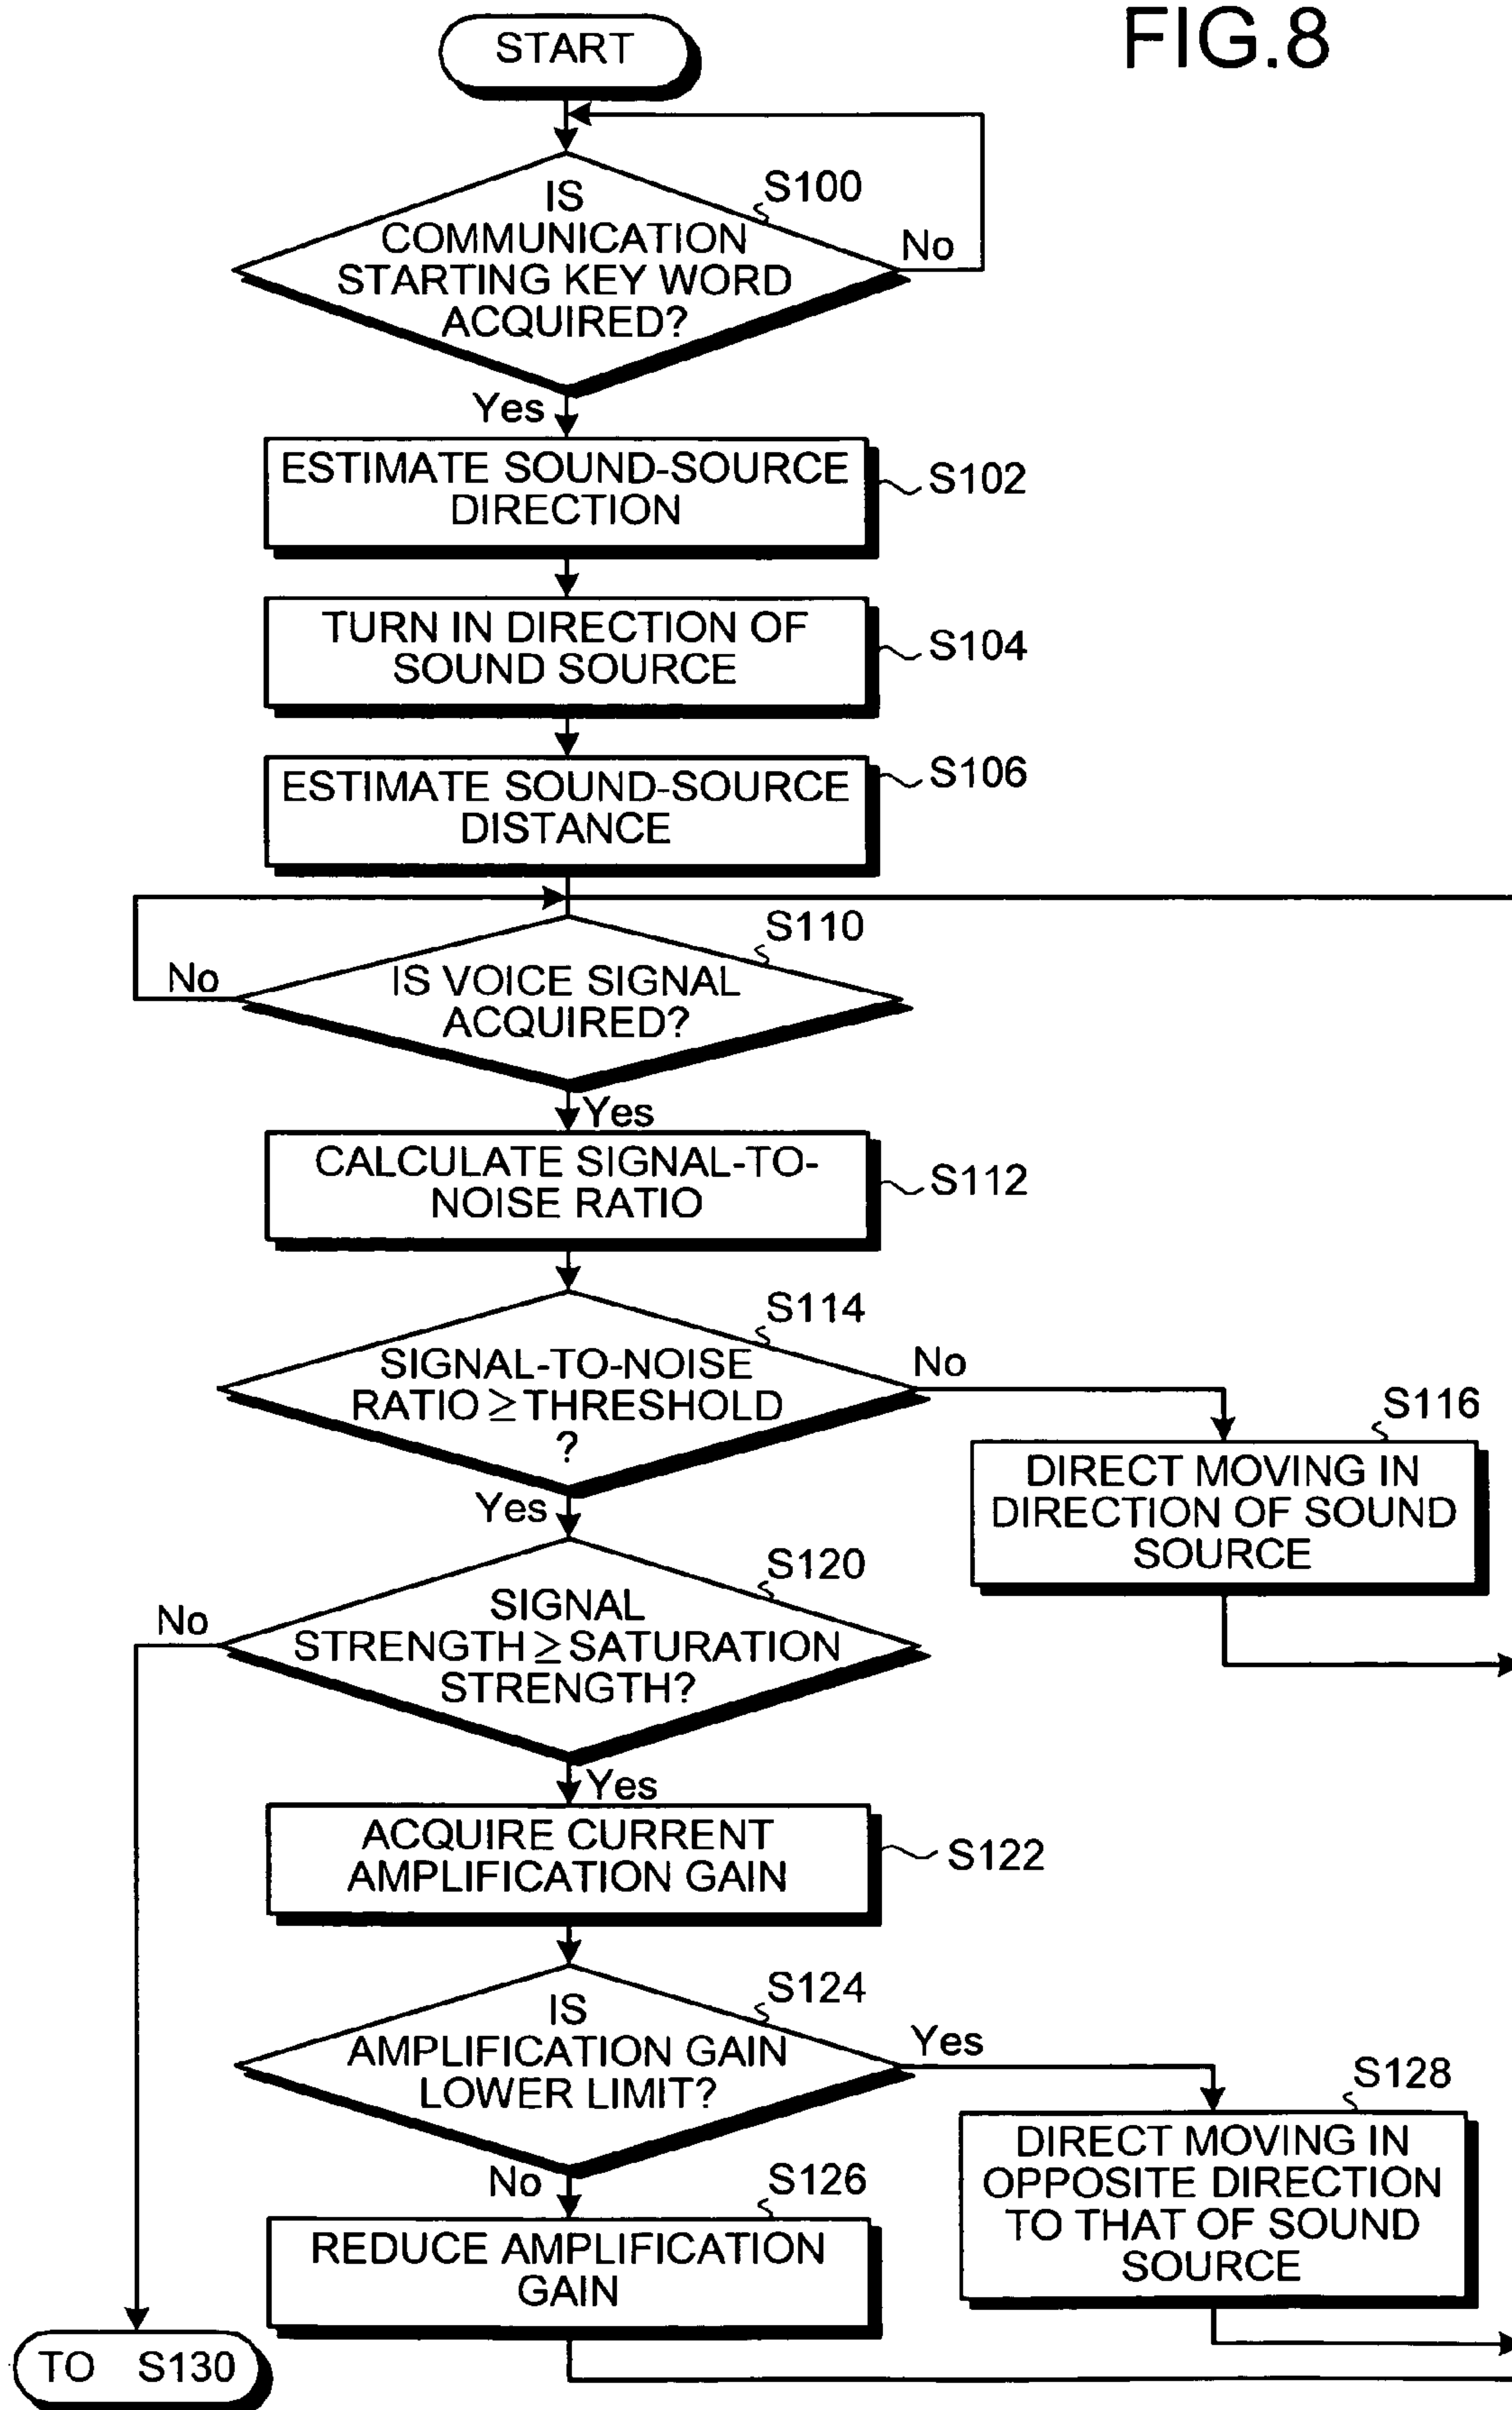 FIG.8
START
IS
COMMUNICATION
STARTING KEY WORD
ACQUIRED?
S100
No
Yes
ESTIMATE SOUND-SOURCE
DIRECTION
S102
TURN IN DIRECTION OF
SOUND SOURCE
S104
ESTIMATE SOUND-SOURCE
DISTANCE
S106
S110
No
IS VOICE SIGNAL
ACQUIRED?
Yes
CALCULATE SIGNAL-TO-
NOISE RATIO
S112
S114
SIGNAL-TO-NOISE
RATIO≥THRESHOLD
?
No
Yes
S116
DIRECT MOVING IN
DIRECTION OF SOUND
SOURCE
S120
No
SIGNAL
STRENGTH≥SATURATION
STRENGTH?
Yes
ACQUIRE CURRENT
AMPLIFICATION GAIN
S122
S124
IS
AMPLIFICATION GAIN
LOWER LIMIT?
Yes
No
S128
DIRECT MOVING IN
OPPOSITE DIRECTION
TO THAT OF SOUND
SOURCE
S126
REDUCE AMPLIFICATION
GAIN
TO S130